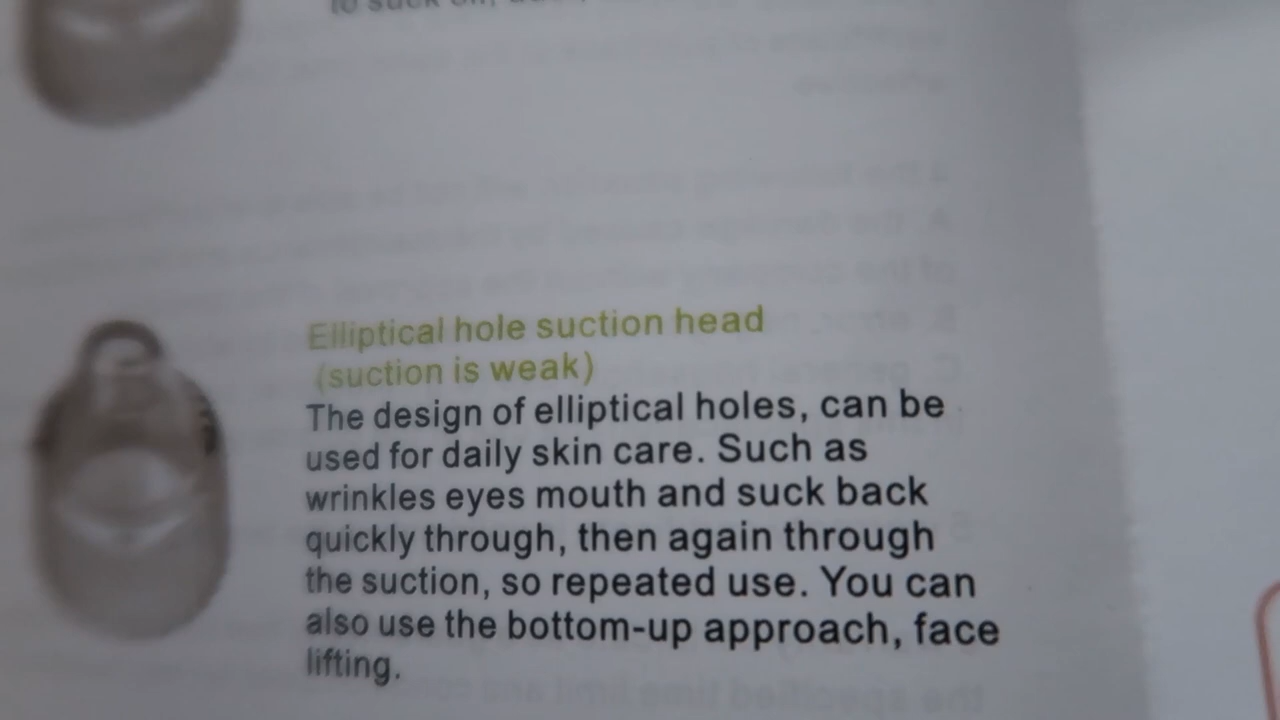 to suck
Elliptical hole suction head
(suction is weak)
The design of elliptical holes, can be
used for daily skin care. Such as
wrinkles eyes mouth and suck back
quickly through, then again through
the suction, so repeated use. You can
also use the bottom-up approach, face
lifting.